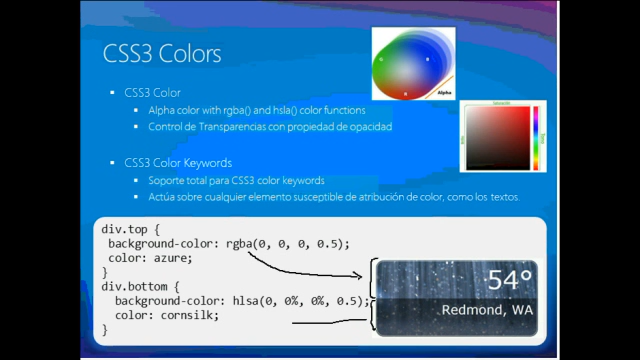 CSS3 Colors
CSS3 Color
Alpha color with rgba() and hsla() color functions
Control de Transparencias con propiedad de opacidad
CSS3 Color Keywords
Soporte total para CSS3 color keywords
Actúa sobre cualquier elemento susceptible de atribución de color, como los textos.
G
B
R
Alpha
div.top {
background-color: rgba(0, 0, 0, 0.5);
color: azure;
}
div.bottom {
background-color: hlsa(0, 0%, 0%, 0.5);
color: cornsilk;
}
54°
Redmond, WA